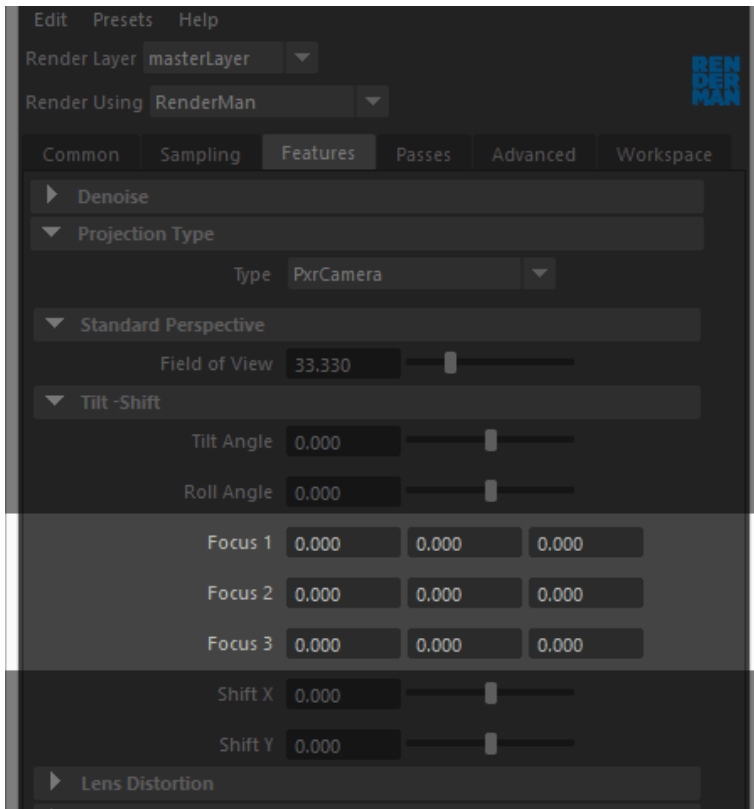 Edit Presets Help
Render Layer masterLayer
REN
DER
MAN
Render Using RenderMan
Common Sampling Features Passes Advanced Workspace
Denoise
Projection Type
Type PxrCamera
Standard Perspective
Field of View 33.330
Tilt -Shift
Tilt Angle 0.000
Roll Angle 0.000
Focus 1 0.000 0.000 0.000
Focus 2 0.000 0.000 0.000
Focus 3 0.000 0.000 0.000
Shift X 0.000
Shift Y 0.000
Lens Distortion